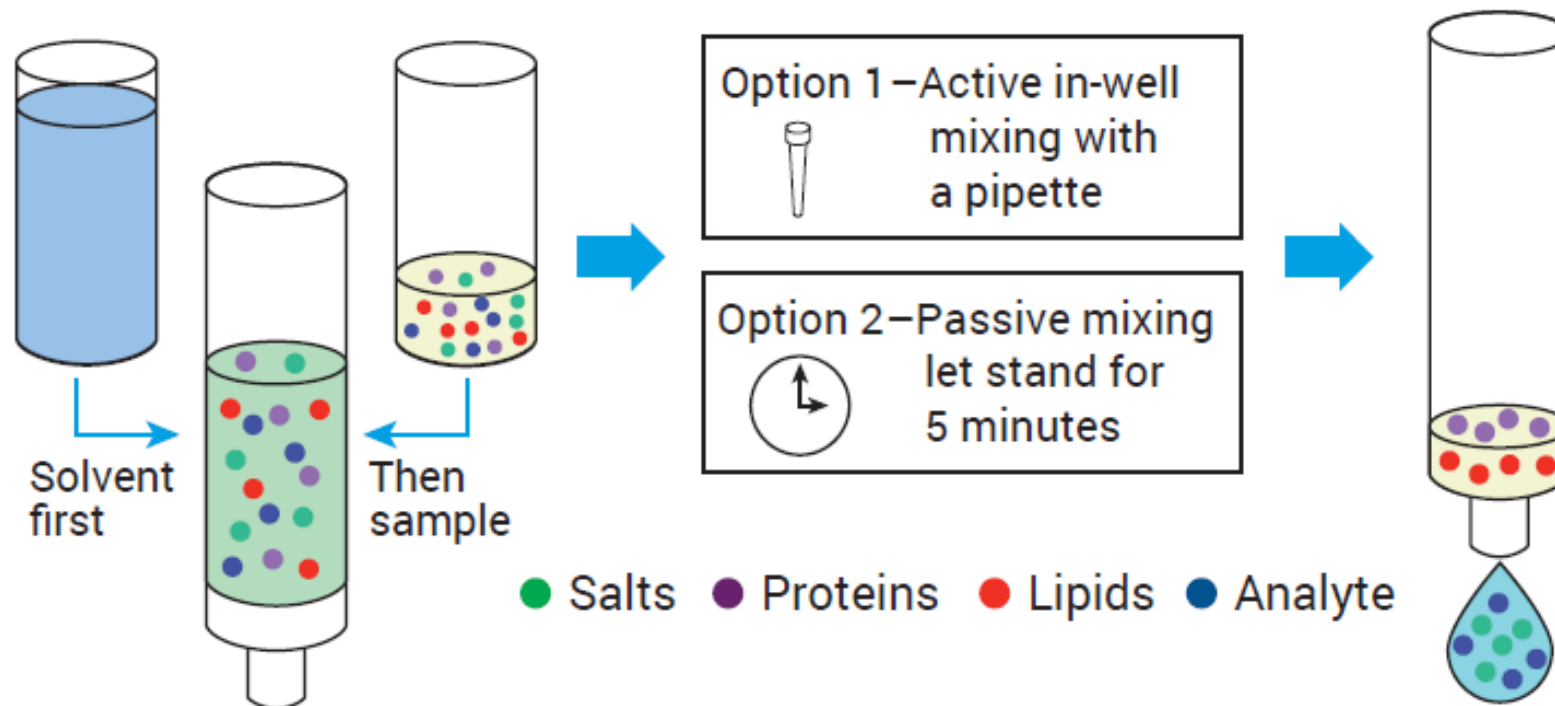 Solvent
first
Then
sample
Option 1–Active in-well
mixing with
a pipette
Option 2–Passive mixing
let stand for
5 minutes
Salts Proteins Lipids Analyte